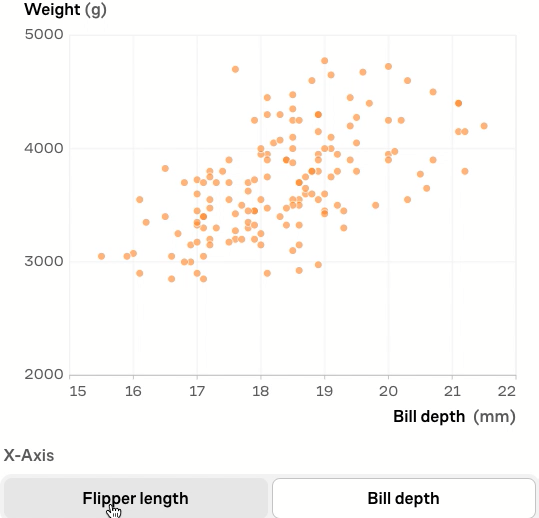 Weight (g)
5000
4000
3000
2000
15 16 17 18 19 20 21 22
Bill depth (mm)
X-Axis
Flipper length Bill depth